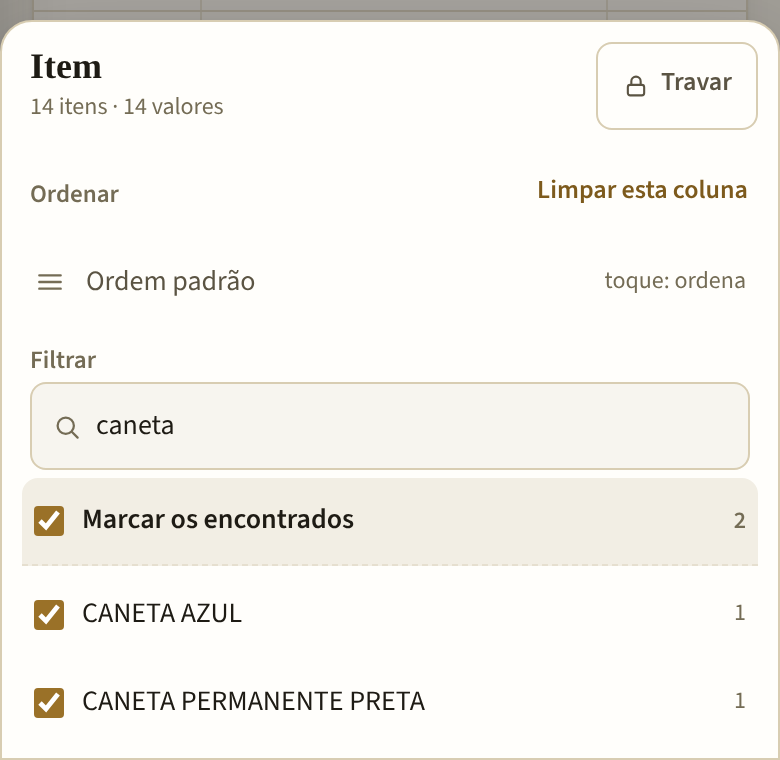 Item
14 itens · 14 valores
Travar
Ordenar
Limpar esta coluna
Ordem padrão
toque: ordena
Filtrar
caneta
Marcar os encontrados 2
CANETA AZUL 1
CANETA PERMANENTE PRETA 1